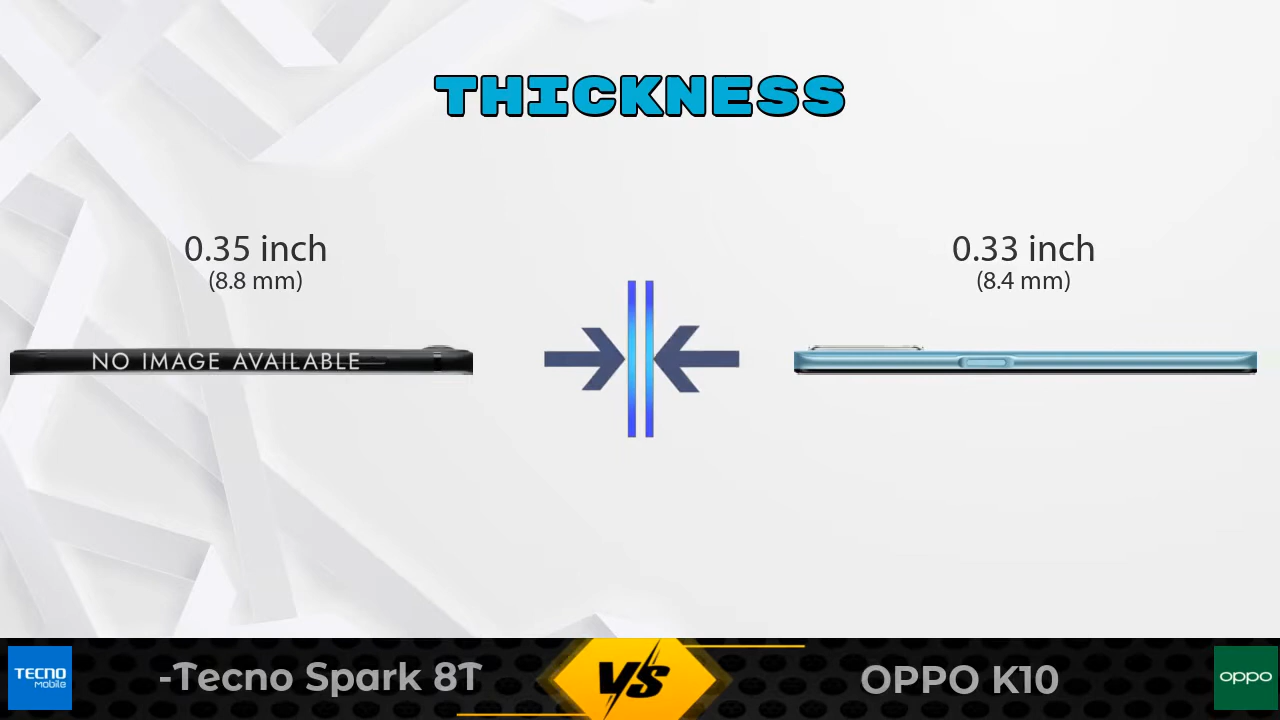 THICKNESS
0.35 inch
(8.8 mm)
0.33 inch
(8.4 mm)
NO IMAGE AVAILABLE
TECNO
mobile
-Tecno Spark 8T
VS
OPPO K10
oppo